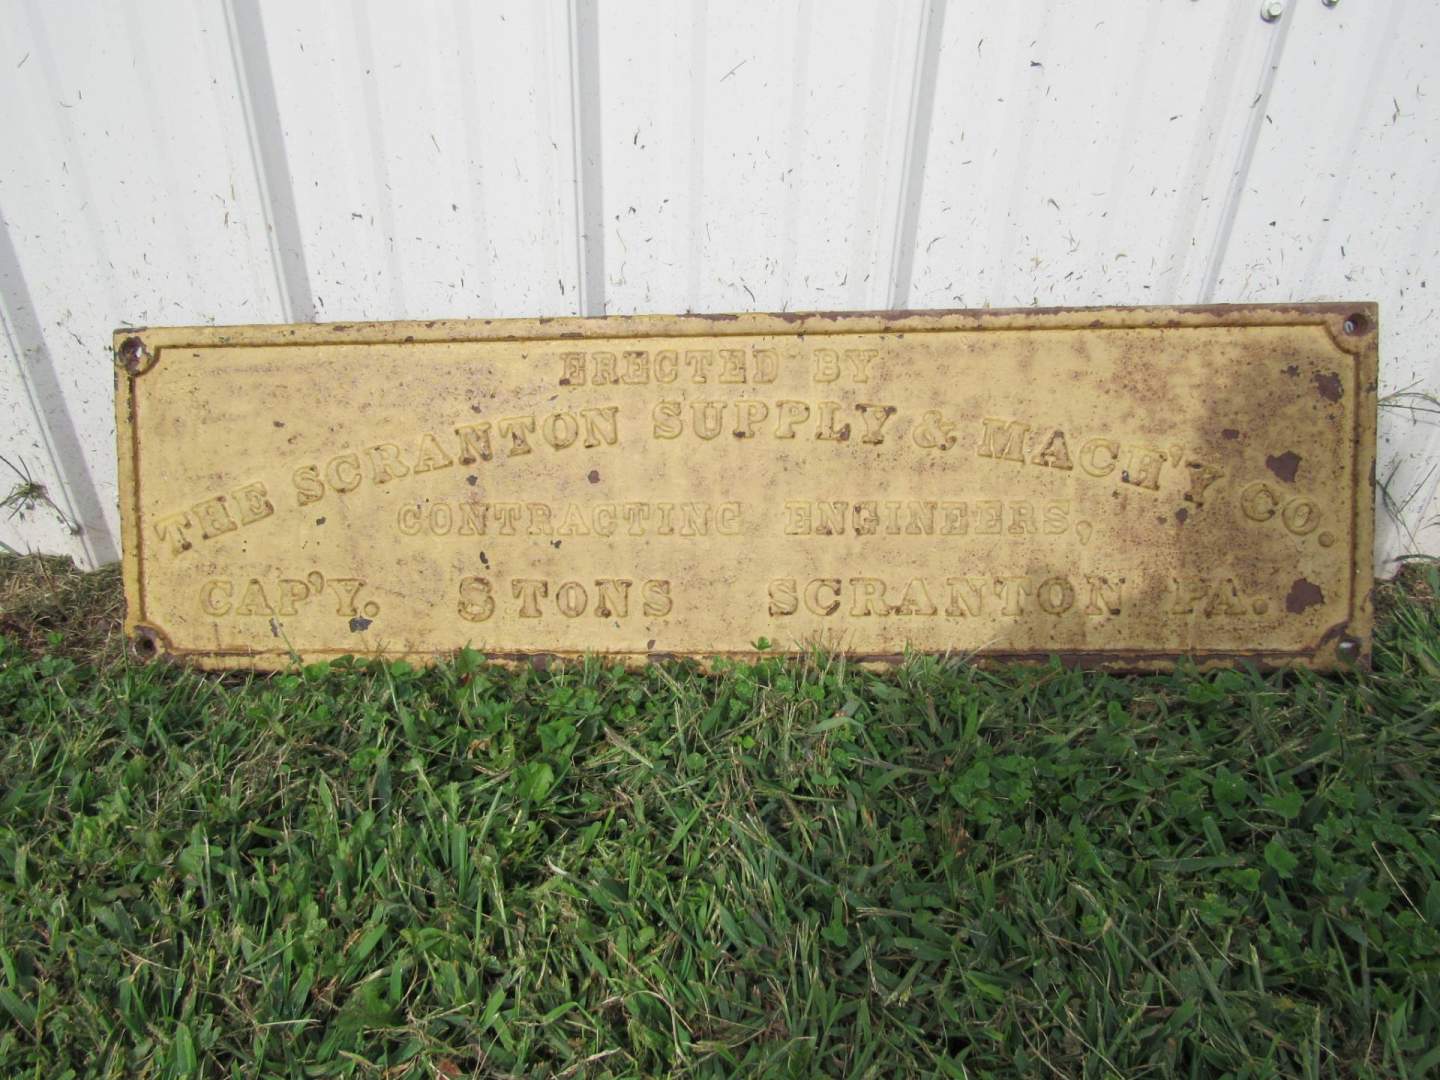 ERECTED BY
THE SCRANTON SUPPLY & MACH'Y CO.
CONTRACTING ENGINEERS,
CAP'Y. 8 TONS SCRANTON PA.